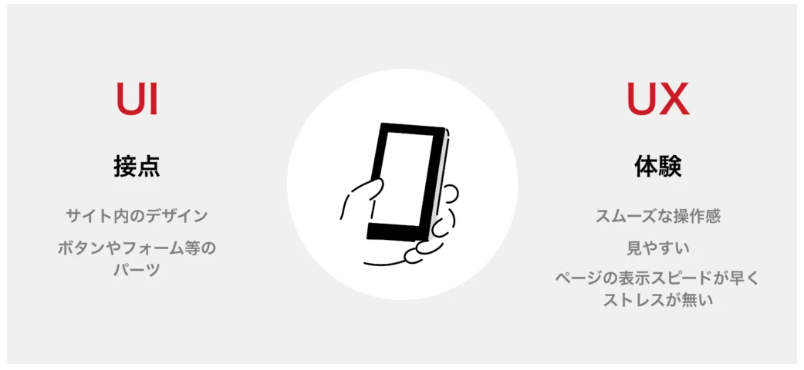 UI
接点
サイト内のデザイン
ボタンやフォーム等の
パーツ
UX
体験
スムーズな操作感
見やすい
ページの表示スピードが早く
ストレスが無い